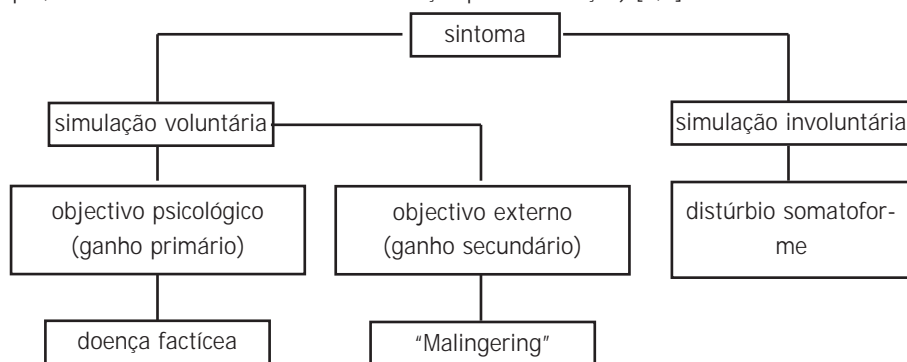 sintoma
simulação voluntária
simulação involuntária
objectivo psicológico
(ganho primário)
objectivo externo
(ganho secundário)
distúrbio somatofor-
me
doença factícea
“Malingering”